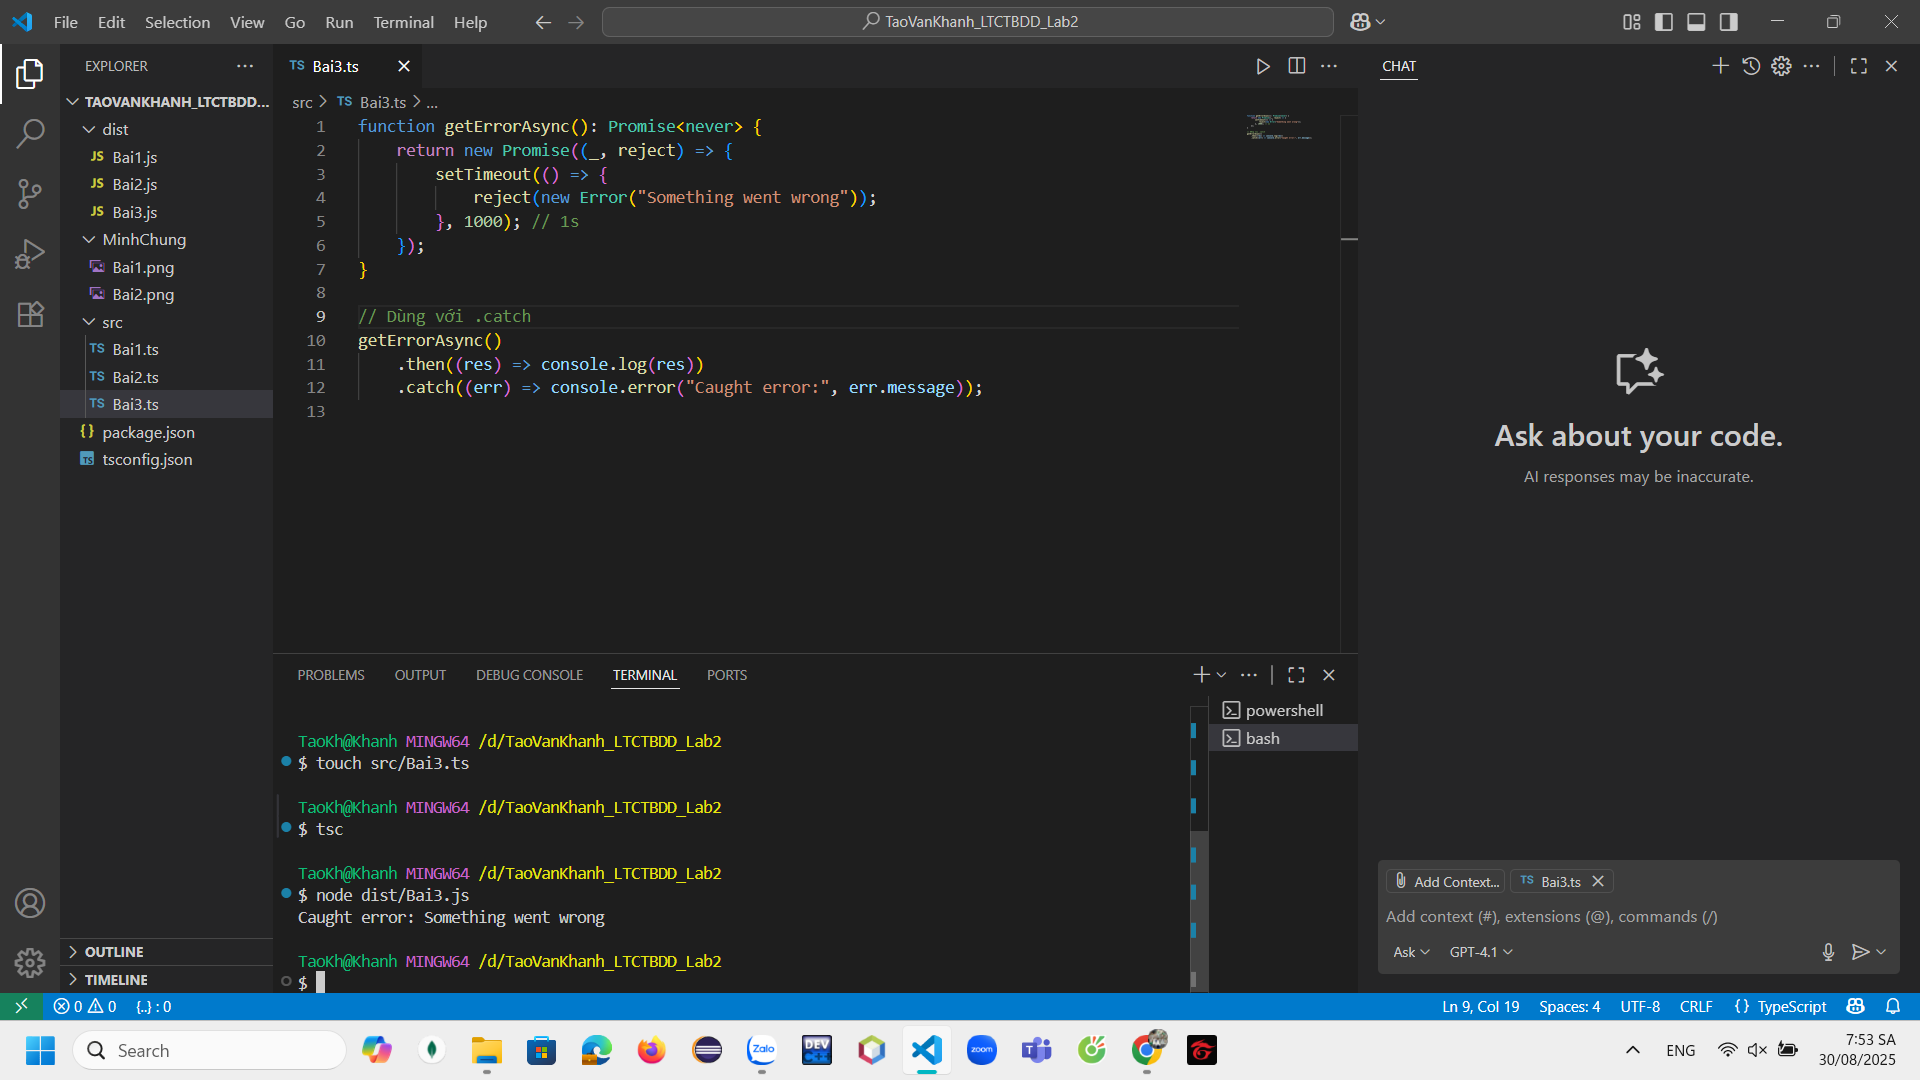 File Edit Selection View Go Run Terminal Help
TaoVanKhanh_LTCTBDD_Lab2
EXPLORER
TAOVANKHANH_LTCTBDD...
dist
JS Bai1.js
JS Bai2.js
JS Bai3.js
MinhChung
Bai1.png
Bai2.png
src
TS Bai1.ts
TS Bai2.ts
TS Bai3.ts
{} package.json
TS tsconfig.json
OUTLINE
TIMELINE
TS Bai3.ts
src > TS Bai3.ts > ...
1 function getErrorAsync(): Promise<never> {
2 return new Promise((_, reject) => {
3 setTimeout(() => {
4 reject(new Error("Something went wrong"));
5 }, 1000); // 1s
6 });
7 }
8
9 // Dùng với .catch
10 getErrorAsync()
11 .then((res) => console.log(res))
12 .catch((err) => console.error("Caught error:", err.message));
13
PROBLEMS OUTPUT DEBUG CONSOLE TERMINAL PORTS
TaoKh@Khanh MINGW64 /d/TaoVanKhanh_LTCTBDD_Lab2
$ touch src/Bai3.ts
TaoKh@Khanh MINGW64 /d/TaoVanKhanh_LTCTBDD_Lab2
$ tsc
TaoKh@Khanh MINGW64 /d/TaoVanKhanh_LTCTBDD_Lab2
$ node dist/Bai3.js
Caught error: Something went wrong
TaoKh@Khanh MINGW64 /d/TaoVanKhanh_LTCTBDD_Lab2
$
powershell
bash
CHAT
Ask about your code.
AI responses may be inaccurate.
Add Context... TS Bai3.ts
Add context (#), extensions (@), commands (/)
Ask GPT-4.1
0 0 {..} : 0
Ln 9, Col 19 Spaces: 4 UTF-8 CRLF {} TypeScript
Search
Zalo
DEV C++
zoom
ENG
7:53 SA
30/08/2025